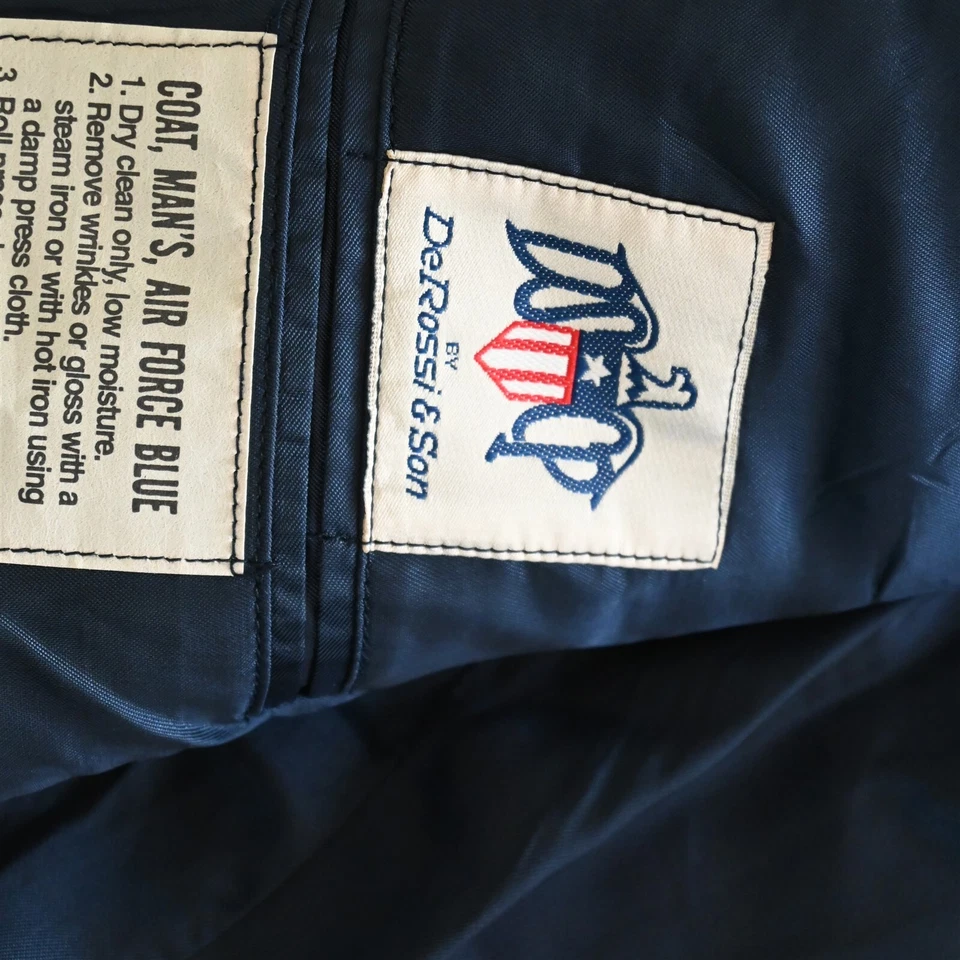 COAT, MAN'S, AIR FORCE BLUE
1. Dry clean only, low moisture.
2. Remove wrinkles or gloss with a
steam iron or with hot iron using
a damp press cloth.
3.
BY
DeRossi & Son